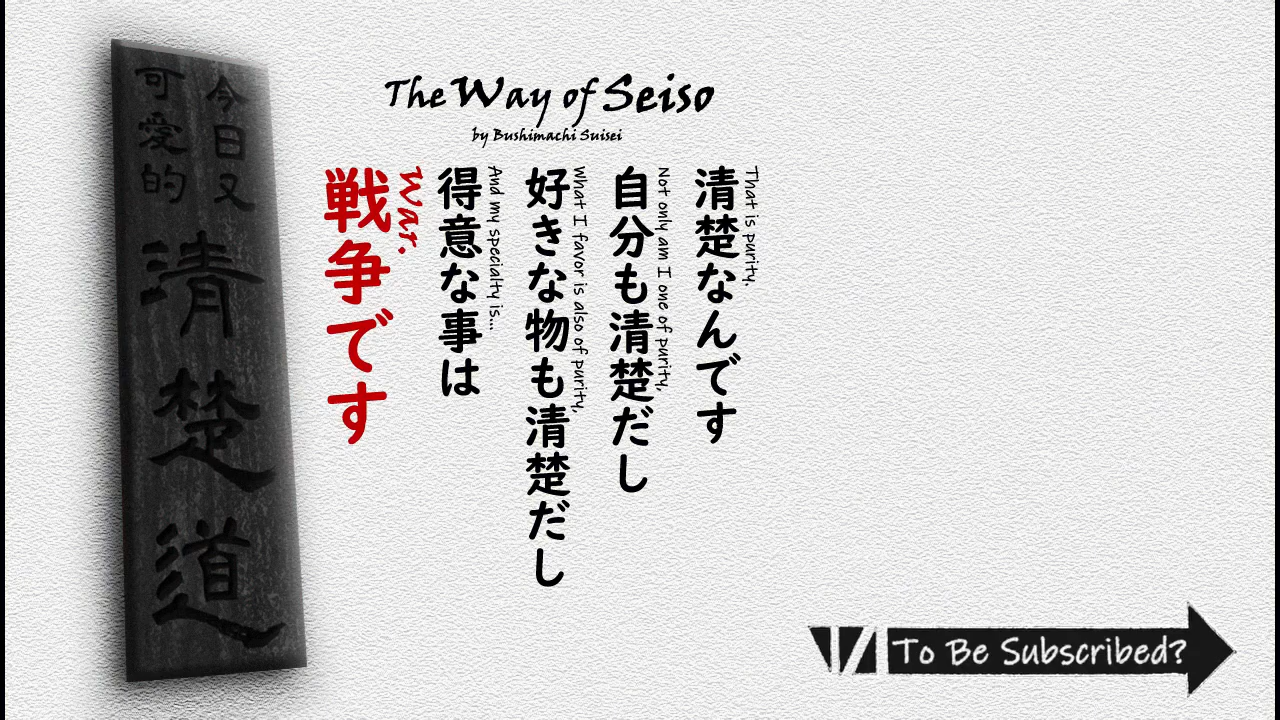 今日又
可愛的
清楚道
The Way of Seiso
by Bushimachi Suisei
清楚なんです
That is purity.
自分も清楚だし
Not only am I one of purity,
好きな物も清楚だし
What I favor is also of purity,
得意な事は
And my specialty is...
戦争です
War.
To Be Subscribed?